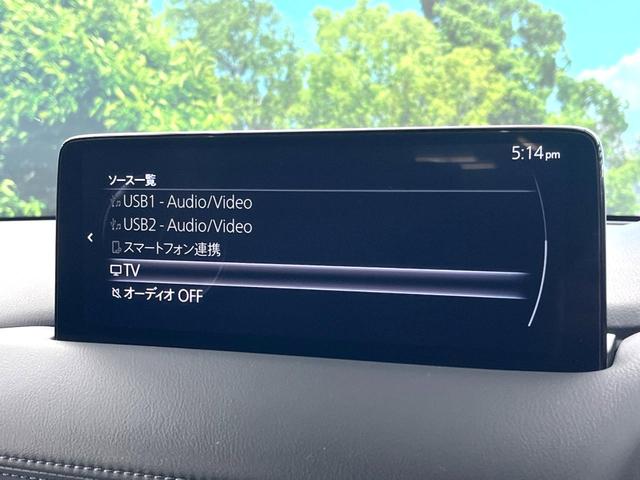 5:14pm
ソース一覧
USB1 - Audio/Video
USB2 - Audio/Video
スマートフォン連携
TV
オーディオ OFF